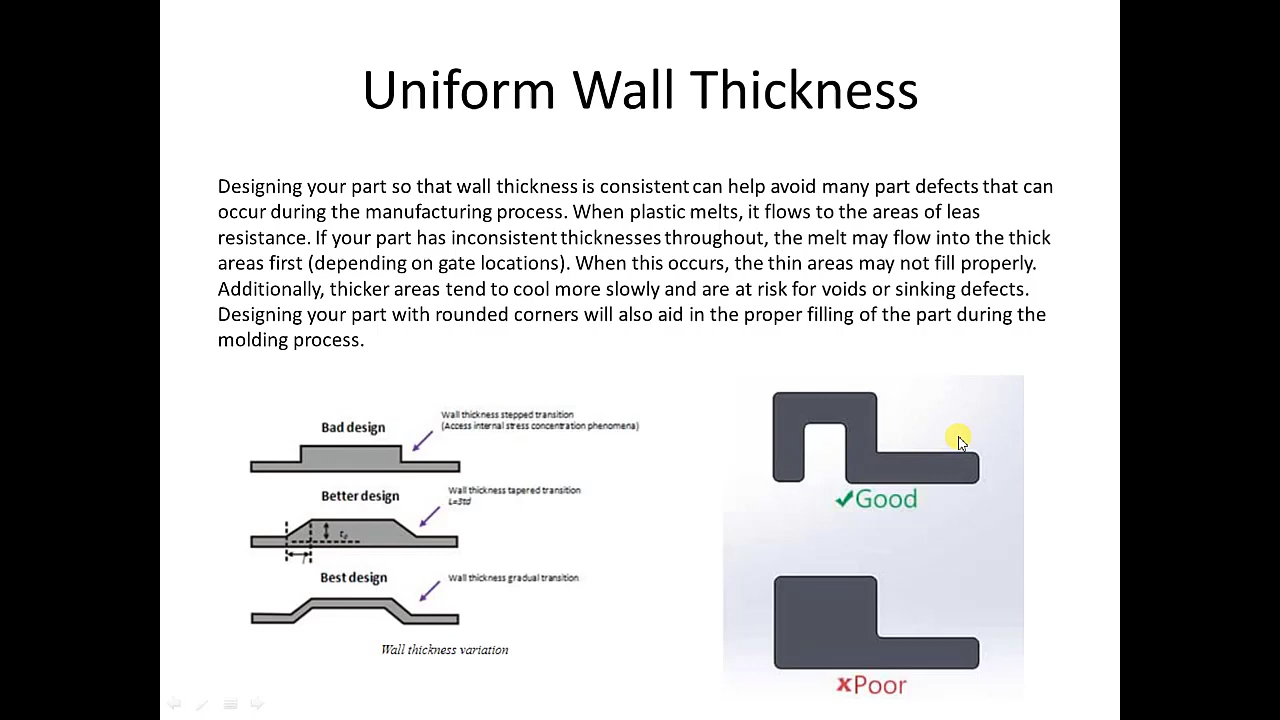 Uniform Wall Thickness
Designing your part so that wall thickness is consistent can help avoid many part defects that can
occur during the manufacturing process. When plastic melts, it flows to the areas of leas
resistance. If your part has inconsistent thicknesses throughout, the melt may flow into the thick
areas first (depending on gate locations). When this occurs, the thin areas may not fill properly.
Additionally, thicker areas tend to cool more slowly and are at risk for voids or sinking defects.
Designing your part with rounded corners will also aid in the proper filling of the part during the
molding process.
Bad design
Wall thickness stepped transition
(Access internal stress concentration phenomena)
Better design
Wall thickness tapered transition
L=3td
Best design
Wall thickness gradual transition
Wall thickness variation
✓Good
xPoor